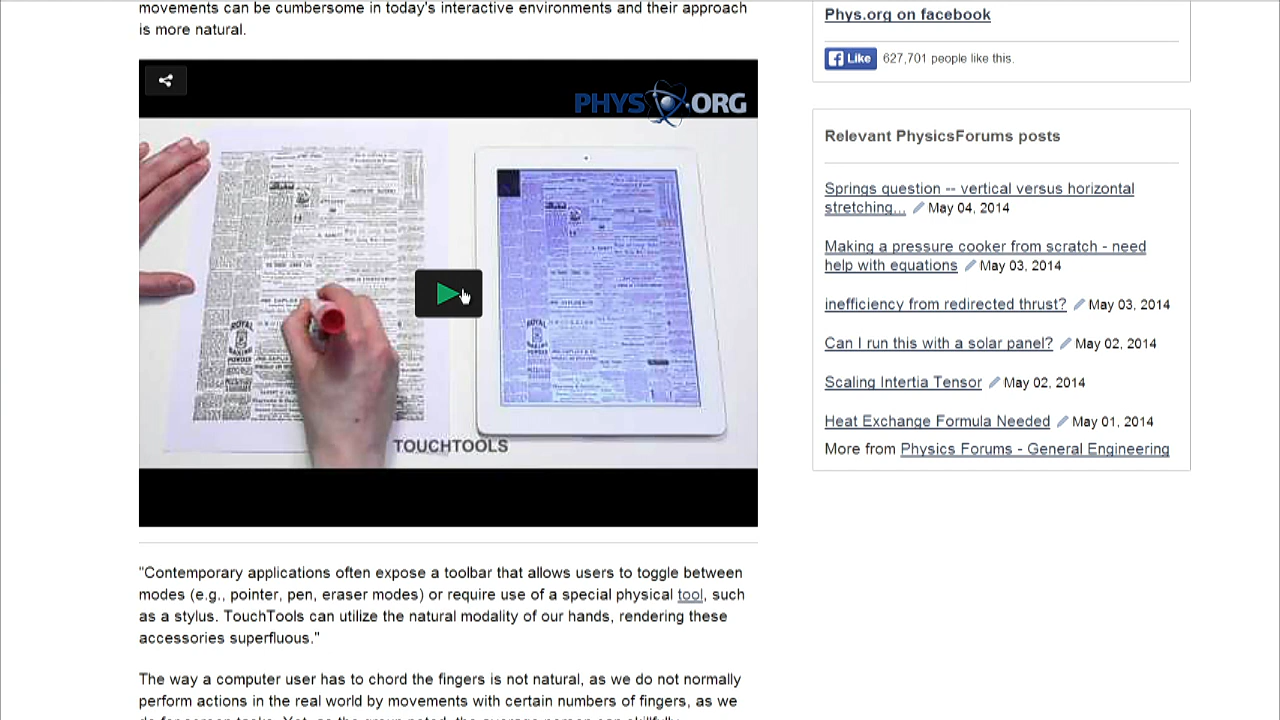 movements can be cumbersome in today's interactive environments and their approach
is more natural.
PHYS ORG
TOUCHTOOLS
"Contemporary applications often expose a toolbar that allows users to toggle between
modes (e.g., pointer, pen, eraser modes) or require use of a special physical tool, such
as a stylus. TouchTools can utilize the natural modality of our hands, rendering these
accessories superfluous."
The way a computer user has to chord the fingers is not natural, as we do not normally
perform actions in the real world by movements with certain numbers of fingers, as we
Phys.org on facebook
Like 627,701 people like this.
Relevant PhysicsForums posts
Springs question -- vertical versus horizontal
stretching... May 04, 2014
Making a pressure cooker from scratch - need
help with equations May 03, 2014
inefficiency from redirected thrust? May 03, 2014
Can I run this with a solar panel? May 02, 2014
Scaling Intertia Tensor May 02, 2014
Heat Exchange Formula Needed May 01, 2014
More from Physics Forums - General Engineering